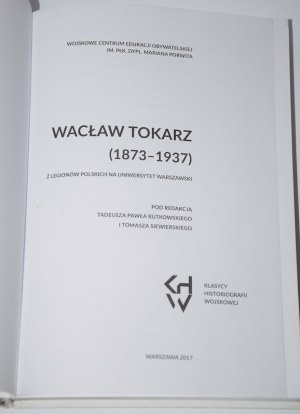 WOJSKOWE CENTRUM EDUKACJI OBYWATELSKIEJ
IM. PŁK. DYPL. MARIANA PORWITA
WACŁAW TOKARZ
(1873–1937)
Z LEGIONÓW POLSKICH NA UNIWERSYTET WARSZAWSKI
POD REDAKCJĄ
TADEUSZA PAWŁA RUTKOWSKIEGO
I TOMASZA SIEWIERSKIEGO
KHW
KLASYCY
HISTORIOGRAFII
WOJSKOWEJ
WARSZAWA 2017